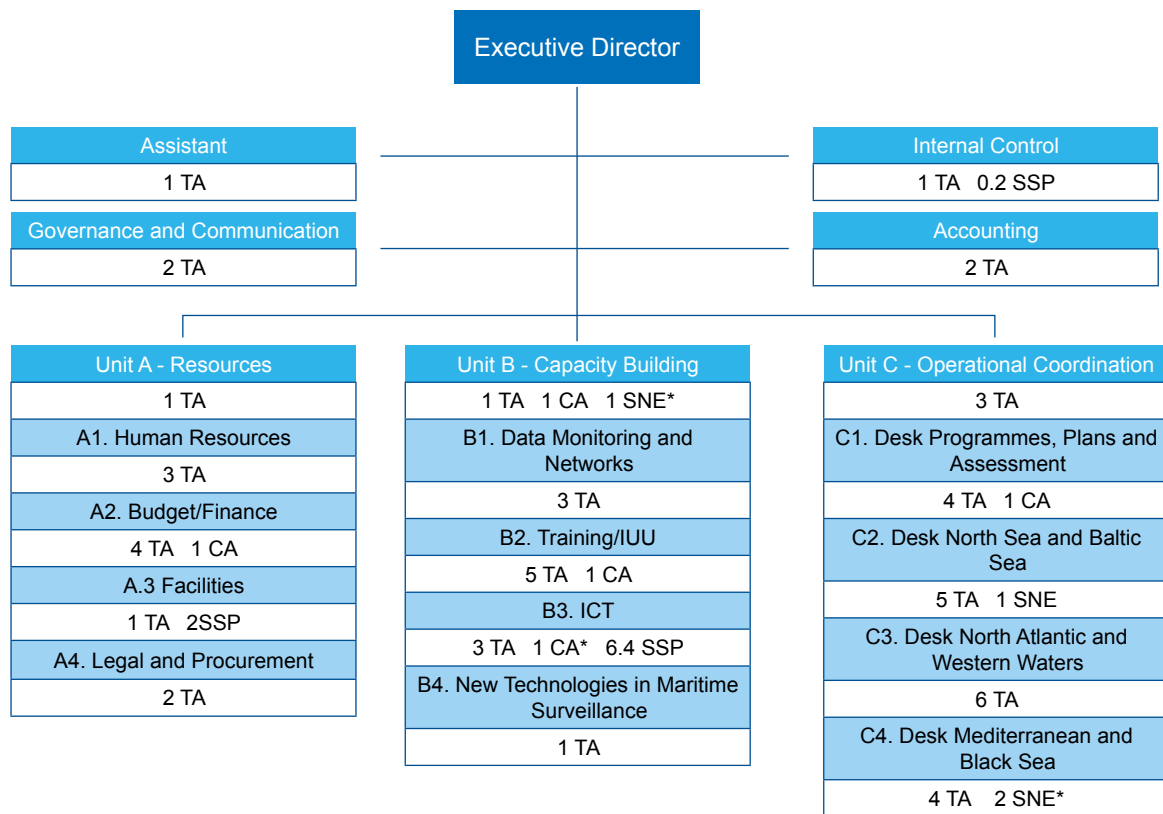 Executive Director
Assistant
1 TA
Internal Control
1 TA 0.2 SSP
Governance and Communication
2 TA
Accounting
2 TA
Unit A - Resources
1 TA
A1. Human Resources
3 TA
A2. Budget/Finance
4 TA 1 CA
A.3 Facilities
1 TA 2SSP
A4. Legal and Procurement
2 TA
Unit B - Capacity Building
1 TA 1 CA 1 SNE*
B1. Data Monitoring and
Networks
3 TA
B2. Training/IUU
5 TA 1 CA
B3. ICT
3 TA 1 CA* 6.4 SSP
B4. New Technologies in Maritime
Surveillance
1 TA
Unit C - Operational Coordination
3 TA
C1. Desk Programmes, Plans and
Assessment
4 TA 1 CA
C2. Desk North Sea and Baltic
Sea
5 TA 1 SNE
C3. Desk North Atlantic and
Western Waters
6 TA
C4. Desk Mediterranean and
Black Sea
4 TA 2 SNE*